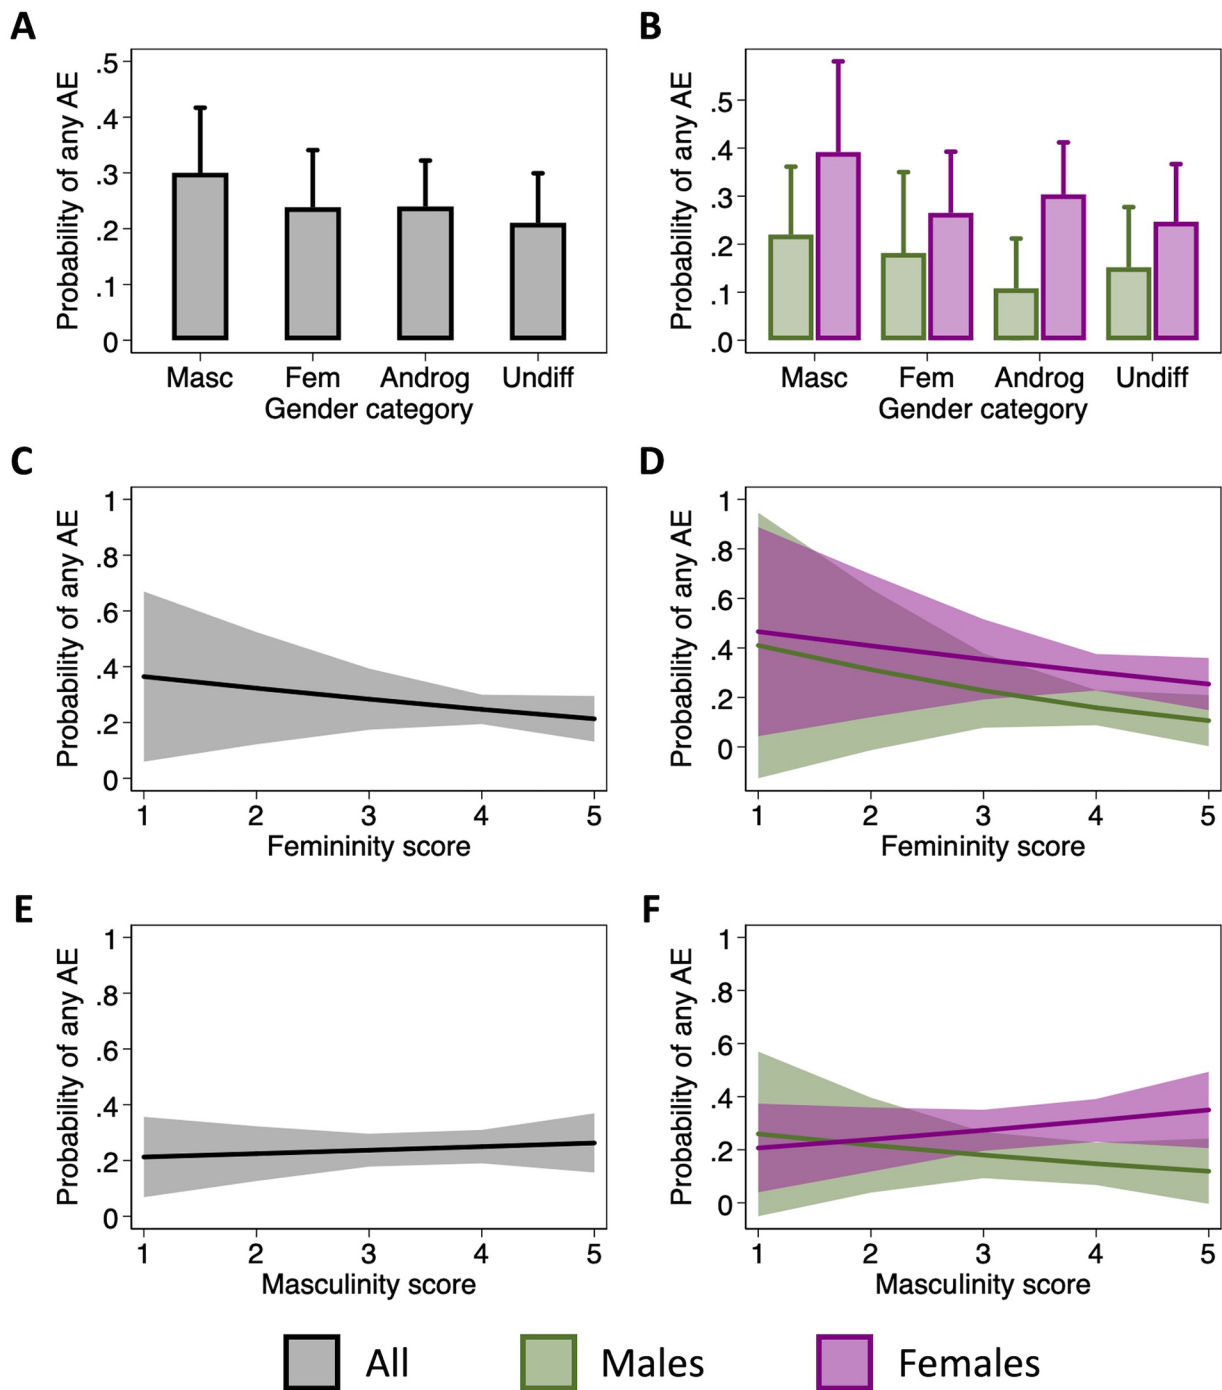 A
Probability of any AE
.5
.4
.3
.2
.1
0
Masc Fem Androg Undiff
Gender category
B
Probability of any AE
.5
.4
.3
.2
.1
.0
Masc Fem Androg Undiff
Gender category
C
Probability of any AE
1
.8
.6
.4
.2
0
1 2 3 4 5
Femininity score
D
Probability of any AE
1
.8
.6
.4
.2
0
1 2 3 4 5
Femininity score
E
Probability of any AE
1
.8
.6
.4
.2
0
1 2 3 4 5
Masculinity score
F
Probability of any AE
1
.8
.6
.4
.2
0
1 2 3 4 5
Masculinity score
All Males Females